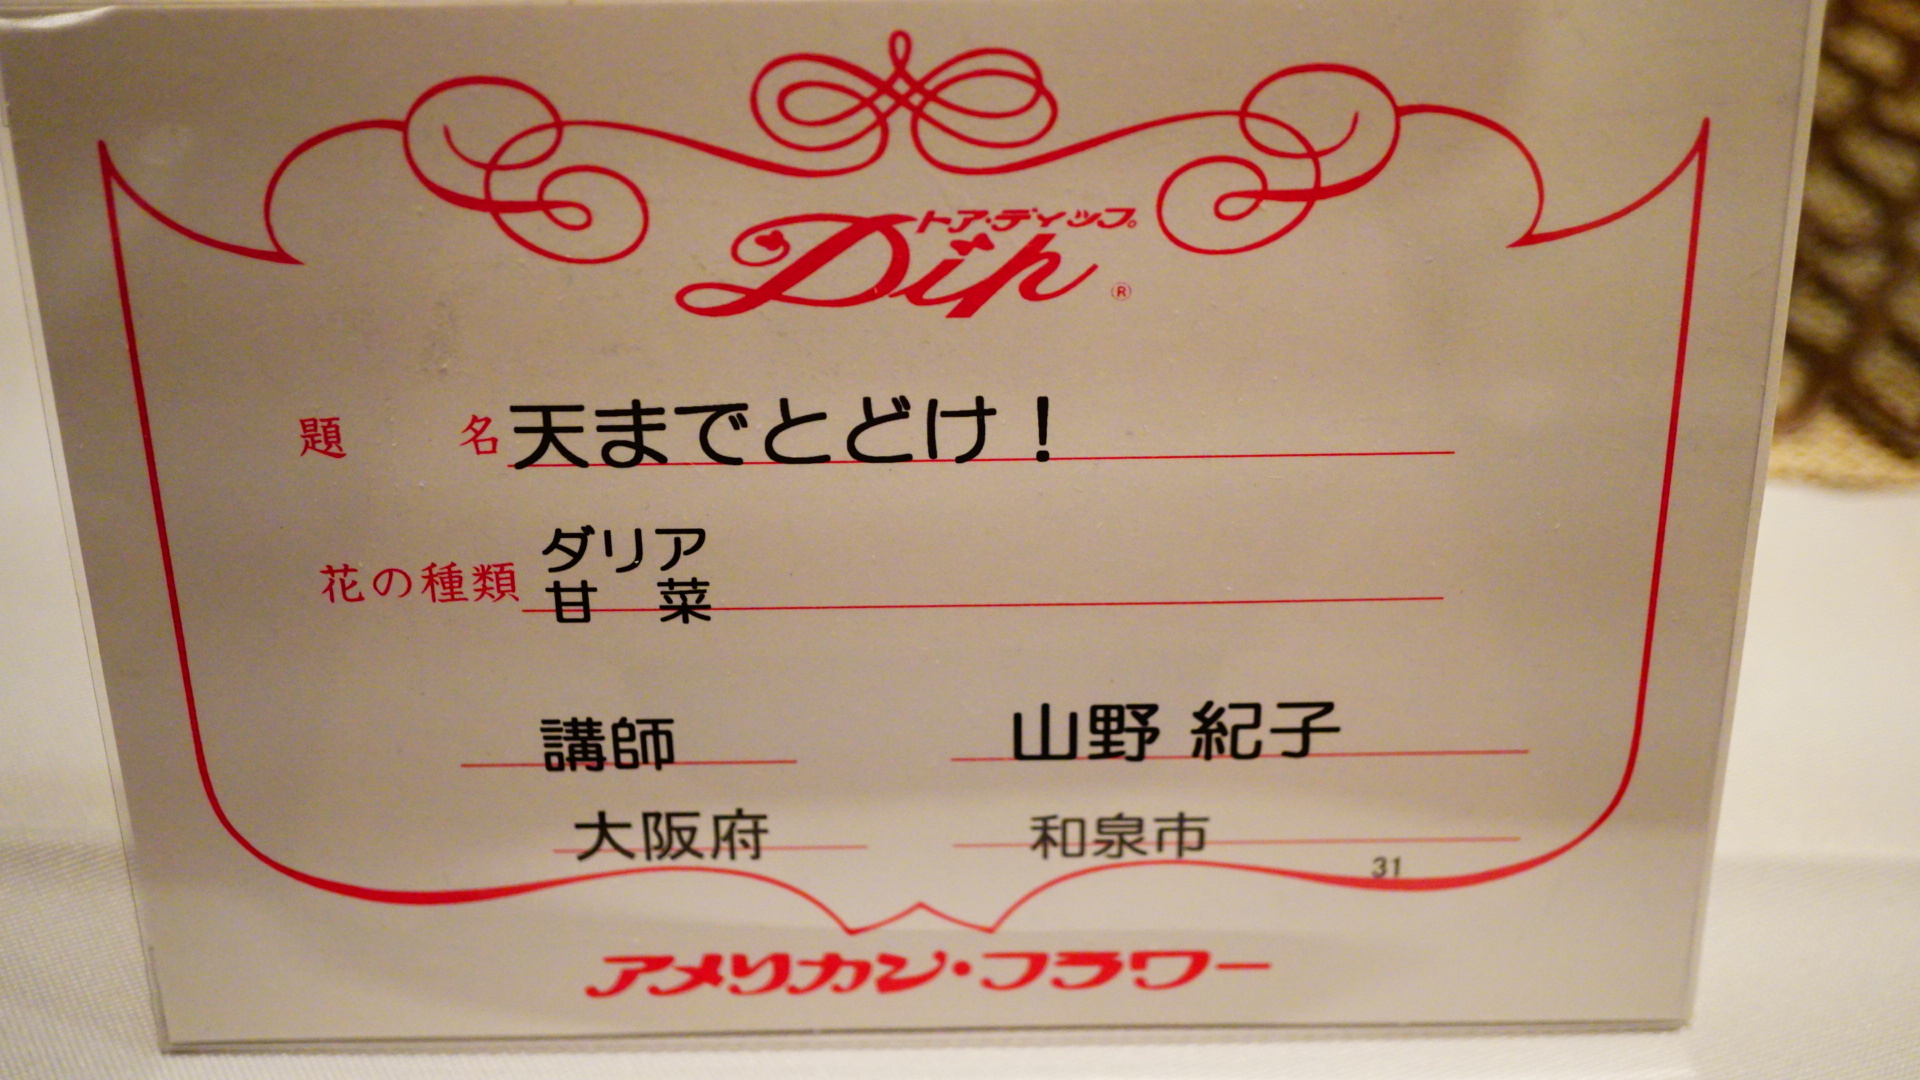 トア・ディップ®
Dip ®
題　　名 天までとどけ！
ダリア
花の種類 甘　菜
講師　　山野 紀子
大阪府　　和泉市
31
アメリカン・フラワー